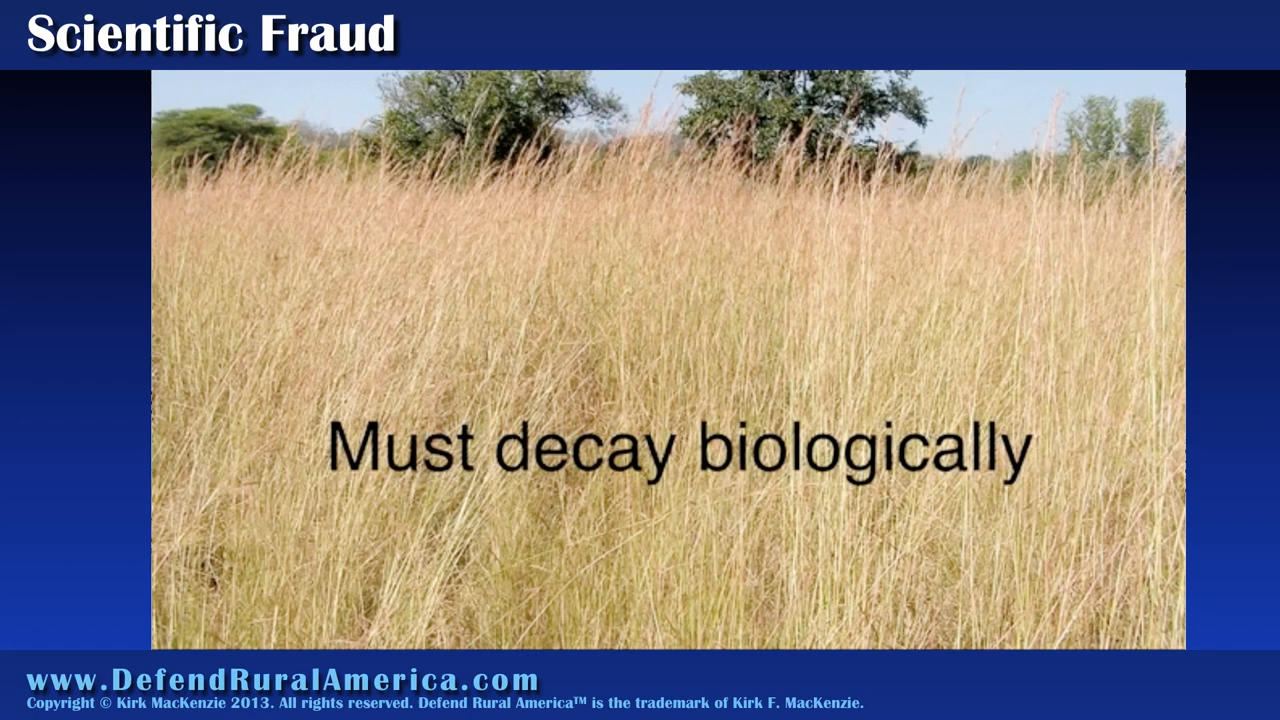 Scientific Fraud
Must decay biologically
www.DefendRuralAmerica.com
Copyright © Kirk MacKenzie 2013. All rights reserved. Defend Rural America™ is the trademark of Kirk F. MacKenzie.